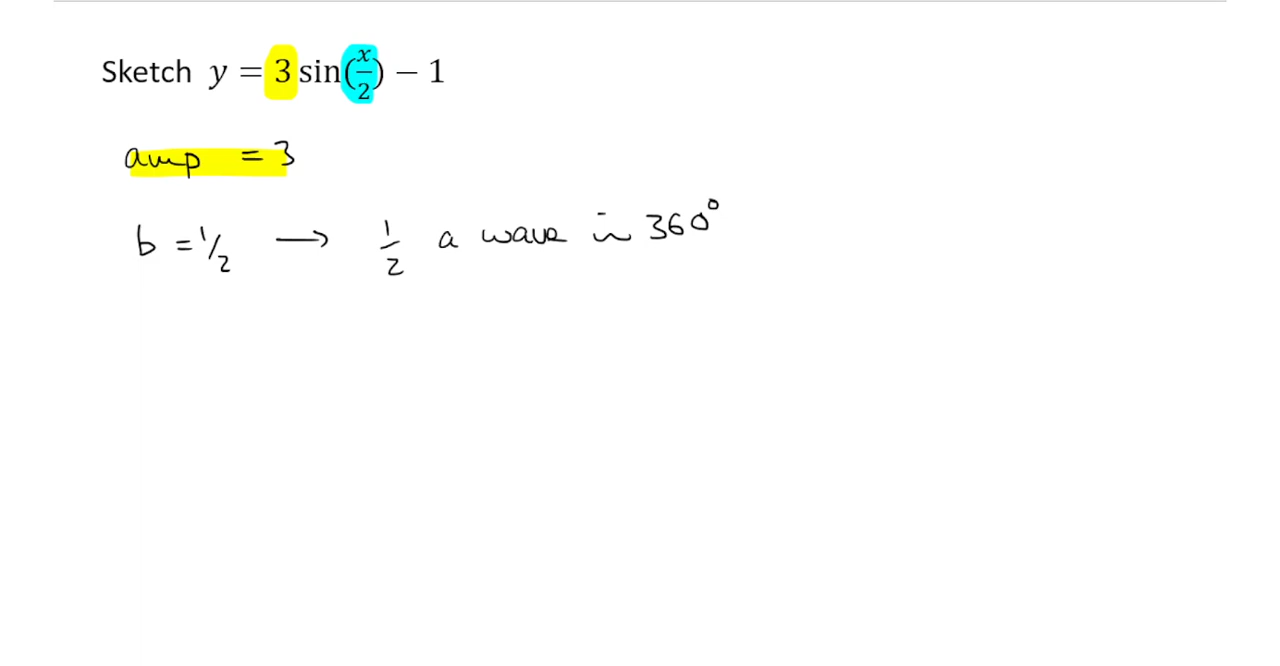 Sketch y = 3 sin(x/2) − 1
amp = 3
b = 1/2 → 1/2 a wave in 360°